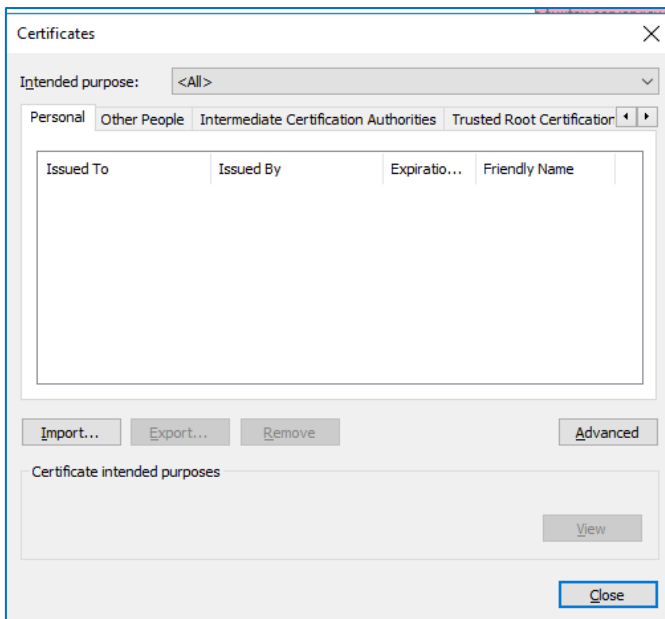 Certificates
Intended purpose: <All>
Personal Other People Intermediate Certification Authorities Trusted Root Certification
Issued To Issued By Expiratio... Friendly Name
Import... Export... Remove Advanced
Certificate intended purposes
View
Close